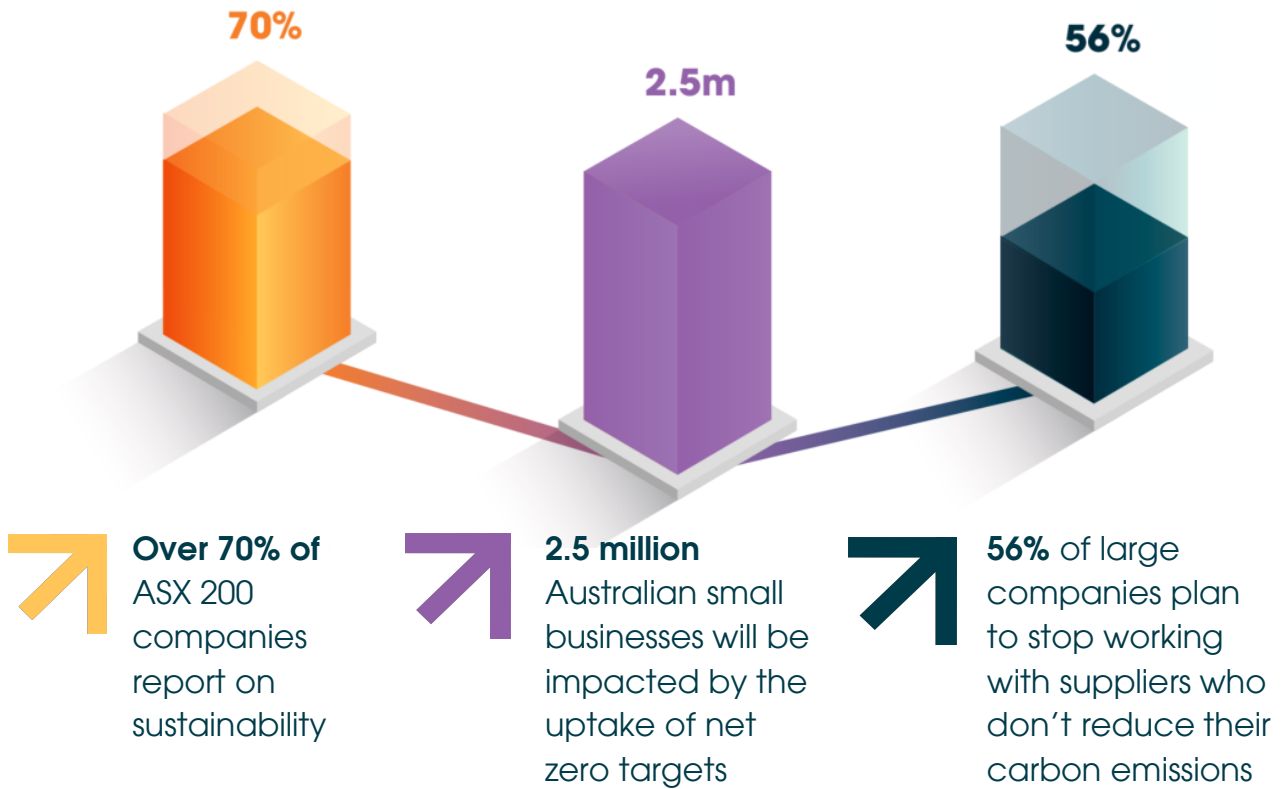 70%
2.5m
56%
Over 70% of
ASX 200
companies
report on
sustainability
2.5 million
Australian small
businesses will be
impacted by the
uptake of net
zero targets
56% of large
companies plan
to stop working
with suppliers who
don’t reduce their
carbon emissions